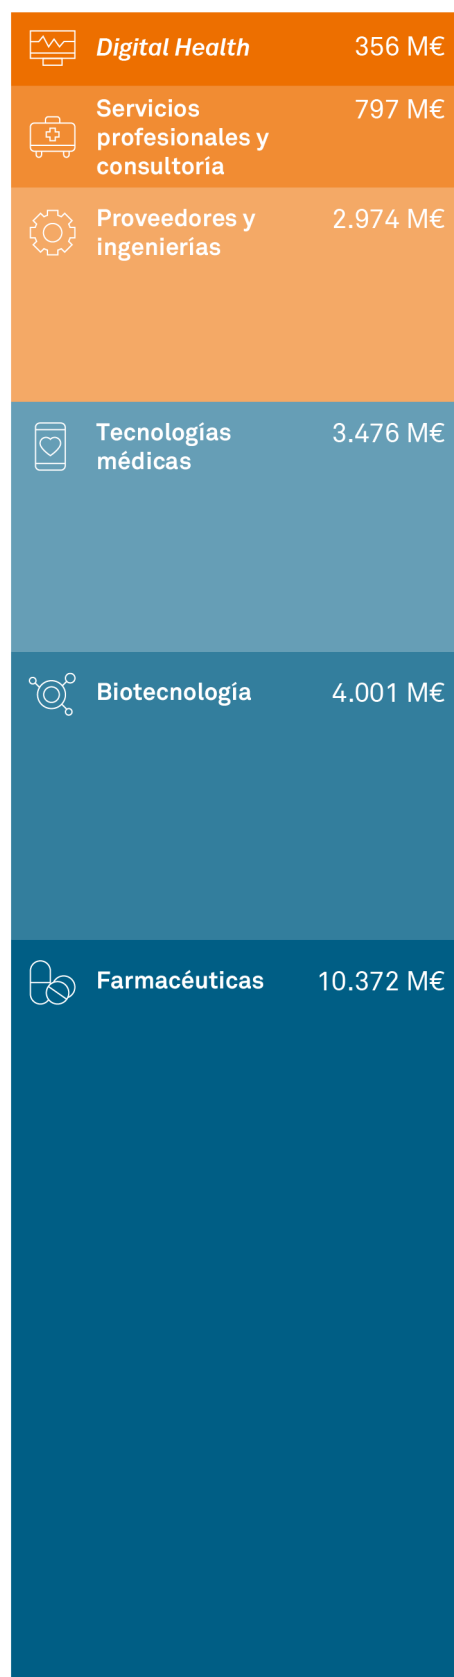 Digital Health 356 M€
Servicios 797 M€
profesionales y
consultoría
Proveedores y 2.974 M€
ingenierías
Tecnologías 3.476 M€
médicas
Biotecnología 4.001 M€
Farmacéuticas 10.372 M€